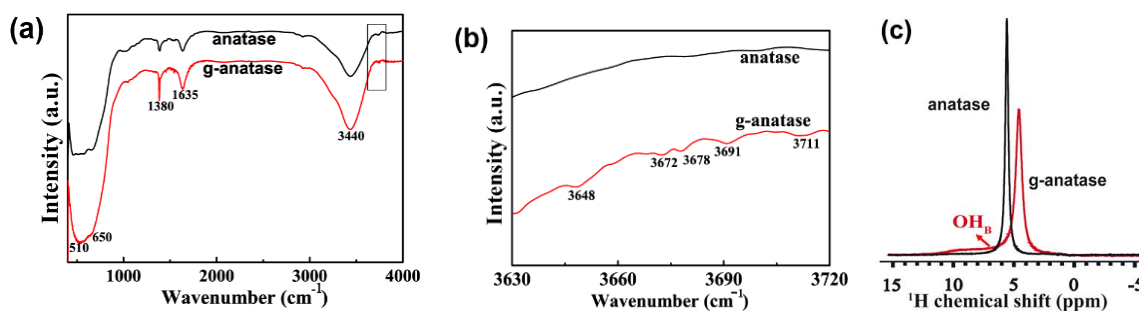 (a)
anatase
g-anatase
1380
1635
3440
510
650
1000
2000
3000
4000
Intensity (a.u.)
Wavenumber (cm⁻¹)
(b)
anatase
g-anatase
3648
3672
3678
3691
3711
3630
3660
3690
3720
Intensity (a.u.)
Wavenumber (cm⁻¹)
(c)
anatase
g-anatase
OH_B
15
10
5
0
-5
¹H chemical shift (ppm)